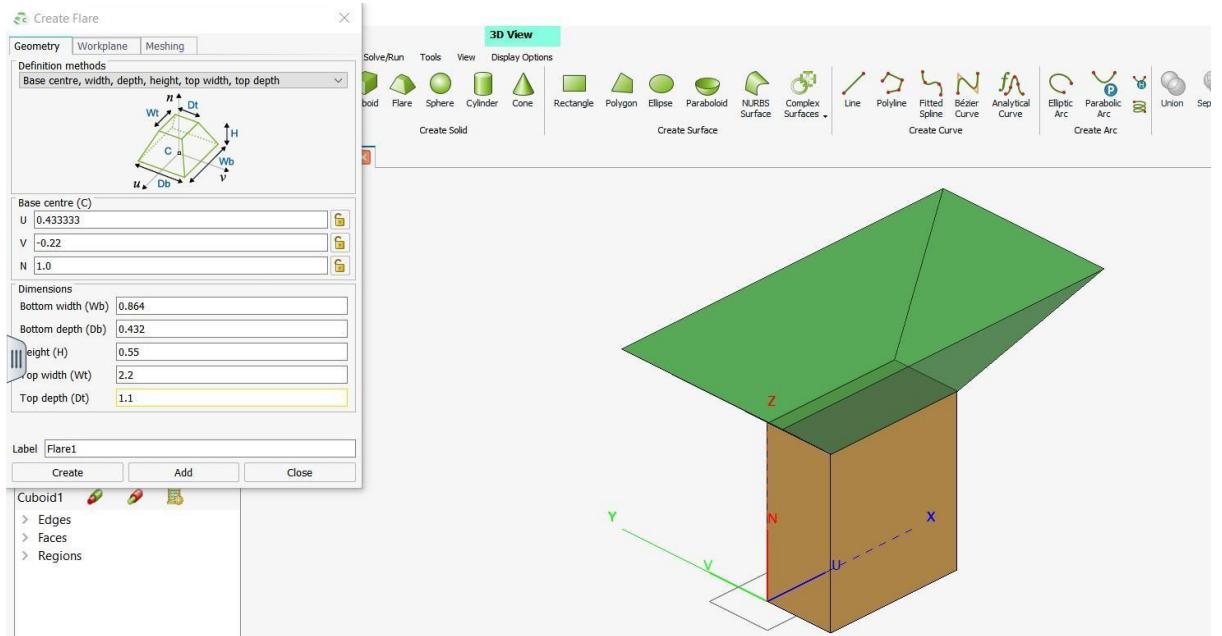 Create Flare
Geometry Workplane Meshing
Definition methods
Base centre, width, depth, height, top width, top depth
n
Wt Dt
H
C
Wb
u Db v
Base centre (C)
U 0.433333
V -0.22
N 1.0
Dimensions
Bottom width (Wb) 0.864
Bottom depth (Db) 0.432
eight (H) 0.55
op width (Wt) 2.2
Top depth (Dt) 1.1
Label Flare1
Create Add Close
Cuboid1
Edges
Faces
Regions
3D View
Solve/Run Tools View Display Options
boid Flare Sphere Cylinder Cone Rectangle Polygon Ellipse Paraboloid NURBS Surface Complex Surfaces Line Polyline Fitted Spline Bézier Curve Analytical Curve Elliptic Arc Parabolic Arc Union Sep
Create Solid Create Surface Create Curve Create Arc
Z
Y N X
V U